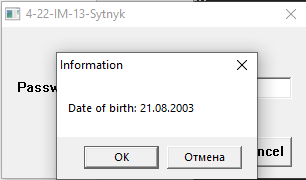 4-22-IM-13-Sytnyk
Information
Passw
Date of birth: 21.08.2003
OK
Отмена
ncel